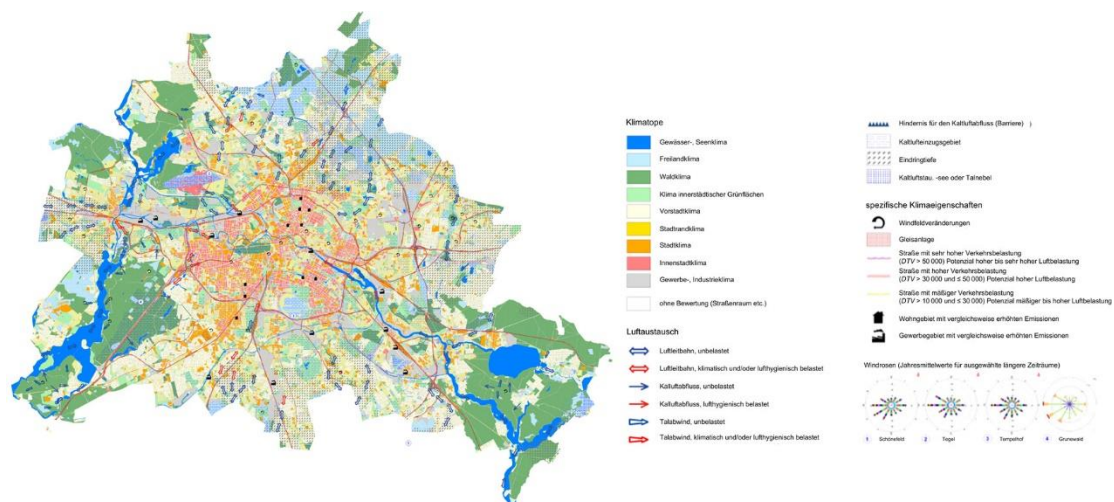 Klimatope
Gewässer-, Seenklima
Freilandklima
Waldklima
Klima innerstädtischer Grünflächen
Vorstadtklima
Stadtrandklima
Stadtklima
Innenstadtklima
Gewerbe-, Industrieklima
ohne Bewertung (Straßenraum etc.)
Luftaustausch
Luftleitbahn, unbelastet
Luftleitbahn, klimatisch und/oder lufthygienisch belastet
Kaltluftabfluss, unbelastet
Kaltluftabfluss, lufthygienisch belastet
Talabwind, unbelastet
Talabwind, klimatisch und/oder lufthygienisch belastet
Hindernis für den Kaltluftabfluss (Barriere) )
Kaltlufteinzugsgebiet
Eindringtiefe
Kaltluftstau, -see oder Talnebel
spezifische Klimaeigenschaften
Windfeldveränderungen
Gleisanlage
Straße mit sehr hoher Verkehrsbelastung
(DTV > 50 000) Potenzial hoher bis sehr hoher Luftbelastung
Straße mit hoher Verkehrsbelastung
(DTV > 30 000 und ≤ 50 000) Potenzial hoher Luftbelastung
Straße mit mäßiger Verkehrsbelastung
(DTV > 10 000 und ≤ 30 000) Potenzial mäßiger bis hoher Luftbelastung
Wohngebiet mit vergleichsweise erhöhten Emissionen
Gewerbegebiet mit vergleichsweise erhöhten Emissionen
Windrosen (Jahresmittelwerte für ausgewählte längere Zeiträume)
1 Schönefeld 2 Tegel 3 Tempelhof 4 Grunewald